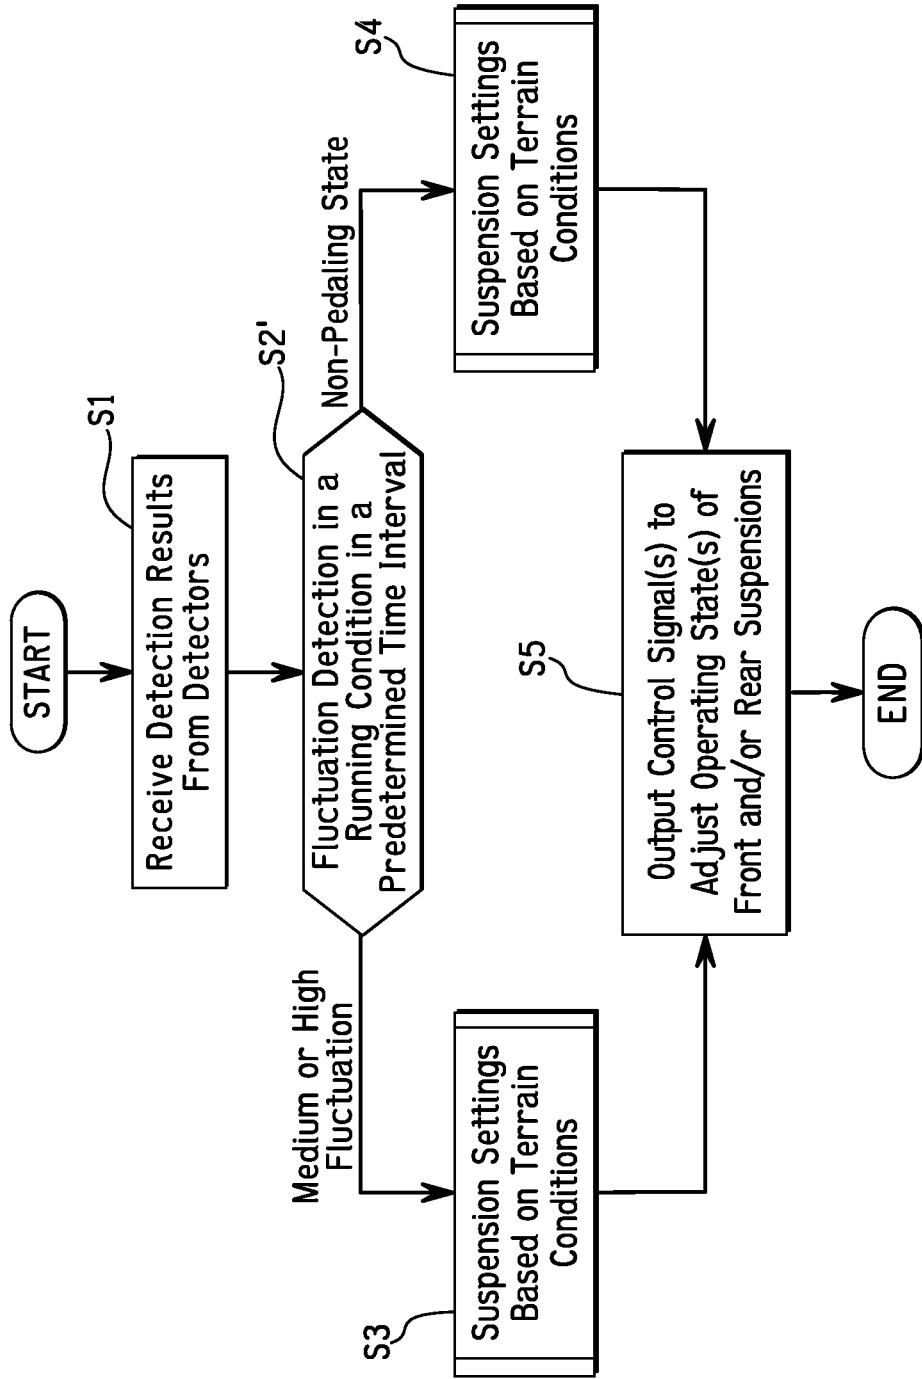 START
S1
Receive Detection Results
From Detectors
S2'
Fluctuation Detection in a
Running Condition in a
Predetermined Time Interval
Medium or High
Fluctuation
Non-Pedaling State
S3
Suspension Settings
Based on Terrain
Conditions
S4
Suspension Settings
Based on Terrain
Conditions
S5
Output Control Signal(s) to
Adjust Operating State(s) of
Front and/or Rear Suspensions
END